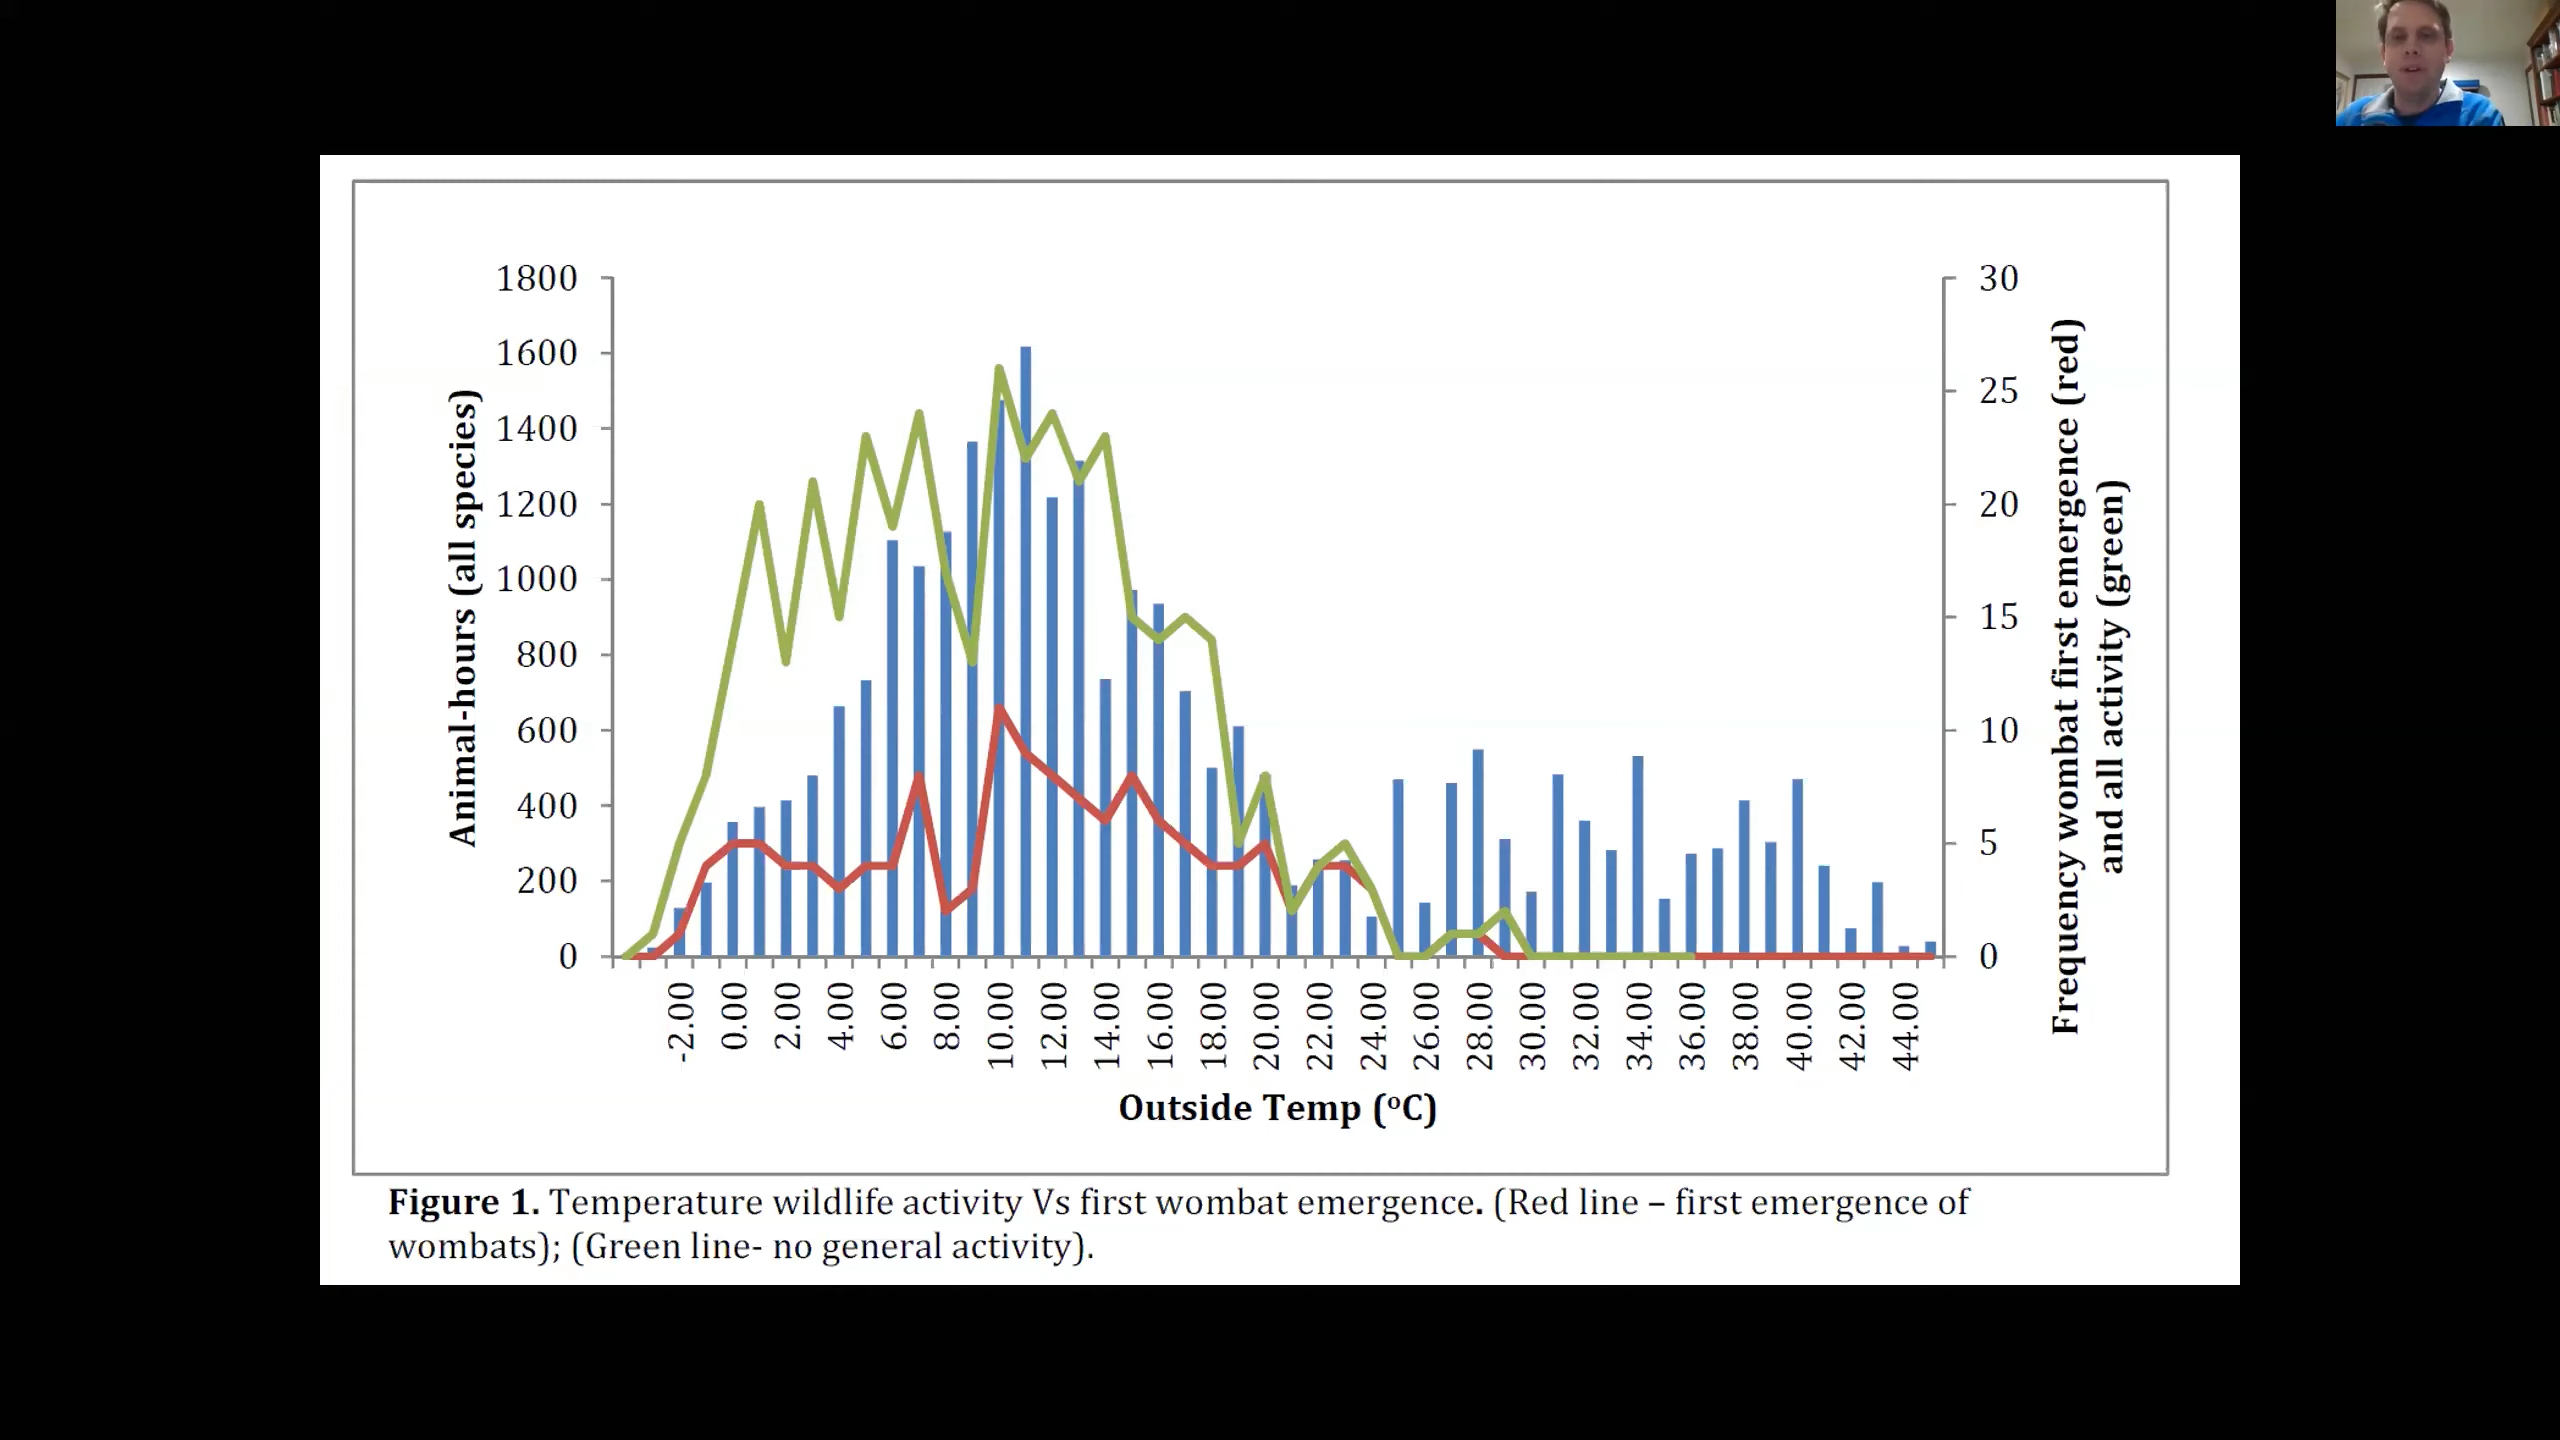 1800
1600
1400
1200
1000
800
600
400
200
0
Animal-hours (all species)
30
25
20
15
10
5
0
Frequency wombat first emergence (red)
and all activity (green)
-2.00 0.00 2.00 4.00 6.00 8.00 10.00 12.00 14.00 16.00 18.00 20.00 22.00 24.00 26.00 28.00 30.00 32.00 34.00 36.00 38.00 40.00 42.00 44.00
Outside Temp (ºC)
Figure 1. Temperature wildlife activity Vs first wombat emergence. (Red line – first emergence of
wombats); (Green line- no general activity).